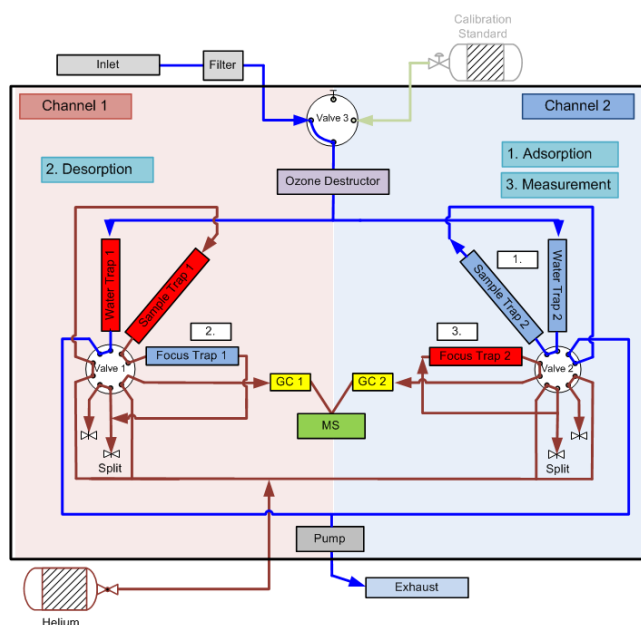 Calibration
Standard
Inlet
Filter
Channel 1
Valve 3
Channel 2
2. Desorption
Ozone Destructor
1. Adsorption
3. Measurement
Water Trap 1
Sample Trap 1
1.
Sample Trap 2
Water Trap 2
2.
3.
Valve 1
Focus Trap 1
Focus Trap 2
Valve 2
GC 1
GC 2
MS
Split
Split
Pump
Exhaust
Helium